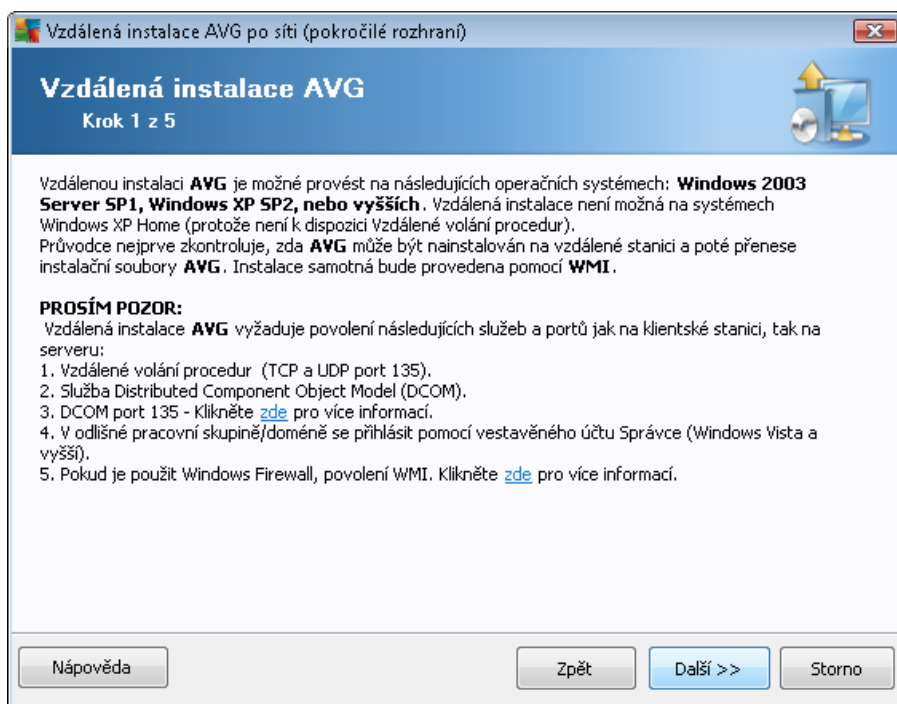 Vzdálená instalace AVG po síti (pokročilé rozhraní)
Vzdálená instalace AVG
Krok 1 z 5
Vzdálenou instalaci AVG je možné provést na následujících operačních systémech: Windows 2003
Server SP1, Windows XP SP2, nebo vyšších. Vzdálená instalace není možná na systémech
Windows XP Home (protože není k dispozici Vzdálené volání procedur).
Průvodce nejprve zkontroluje, zda AVG může být nainstalován na vzdálené stanici a poté přenese
instalační soubory AVG. Instalace samotná bude provedena pomocí WMI.
PROSÍM POZOR:
Vzdálená instalace AVG vyžaduje povolení následujících služeb a portů jak na klientské stanici, tak na
serveru:
1. Vzdálené volání procedur (TCP a UDP port 135).
2. Služba Distributed Component Object Model (DCOM).
3. DCOM port 135 - Klikněte zde pro více informací.
4. V odlišné pracovní skupině/doméně se přihlásit pomocí vestavěného účtu Správce (Windows Vista a
vyšší).
5. Pokud je použit Windows Firewall, povolení WMI. Klikněte zde pro více informací.
Nápověda
Zpět
Další >>
Storno